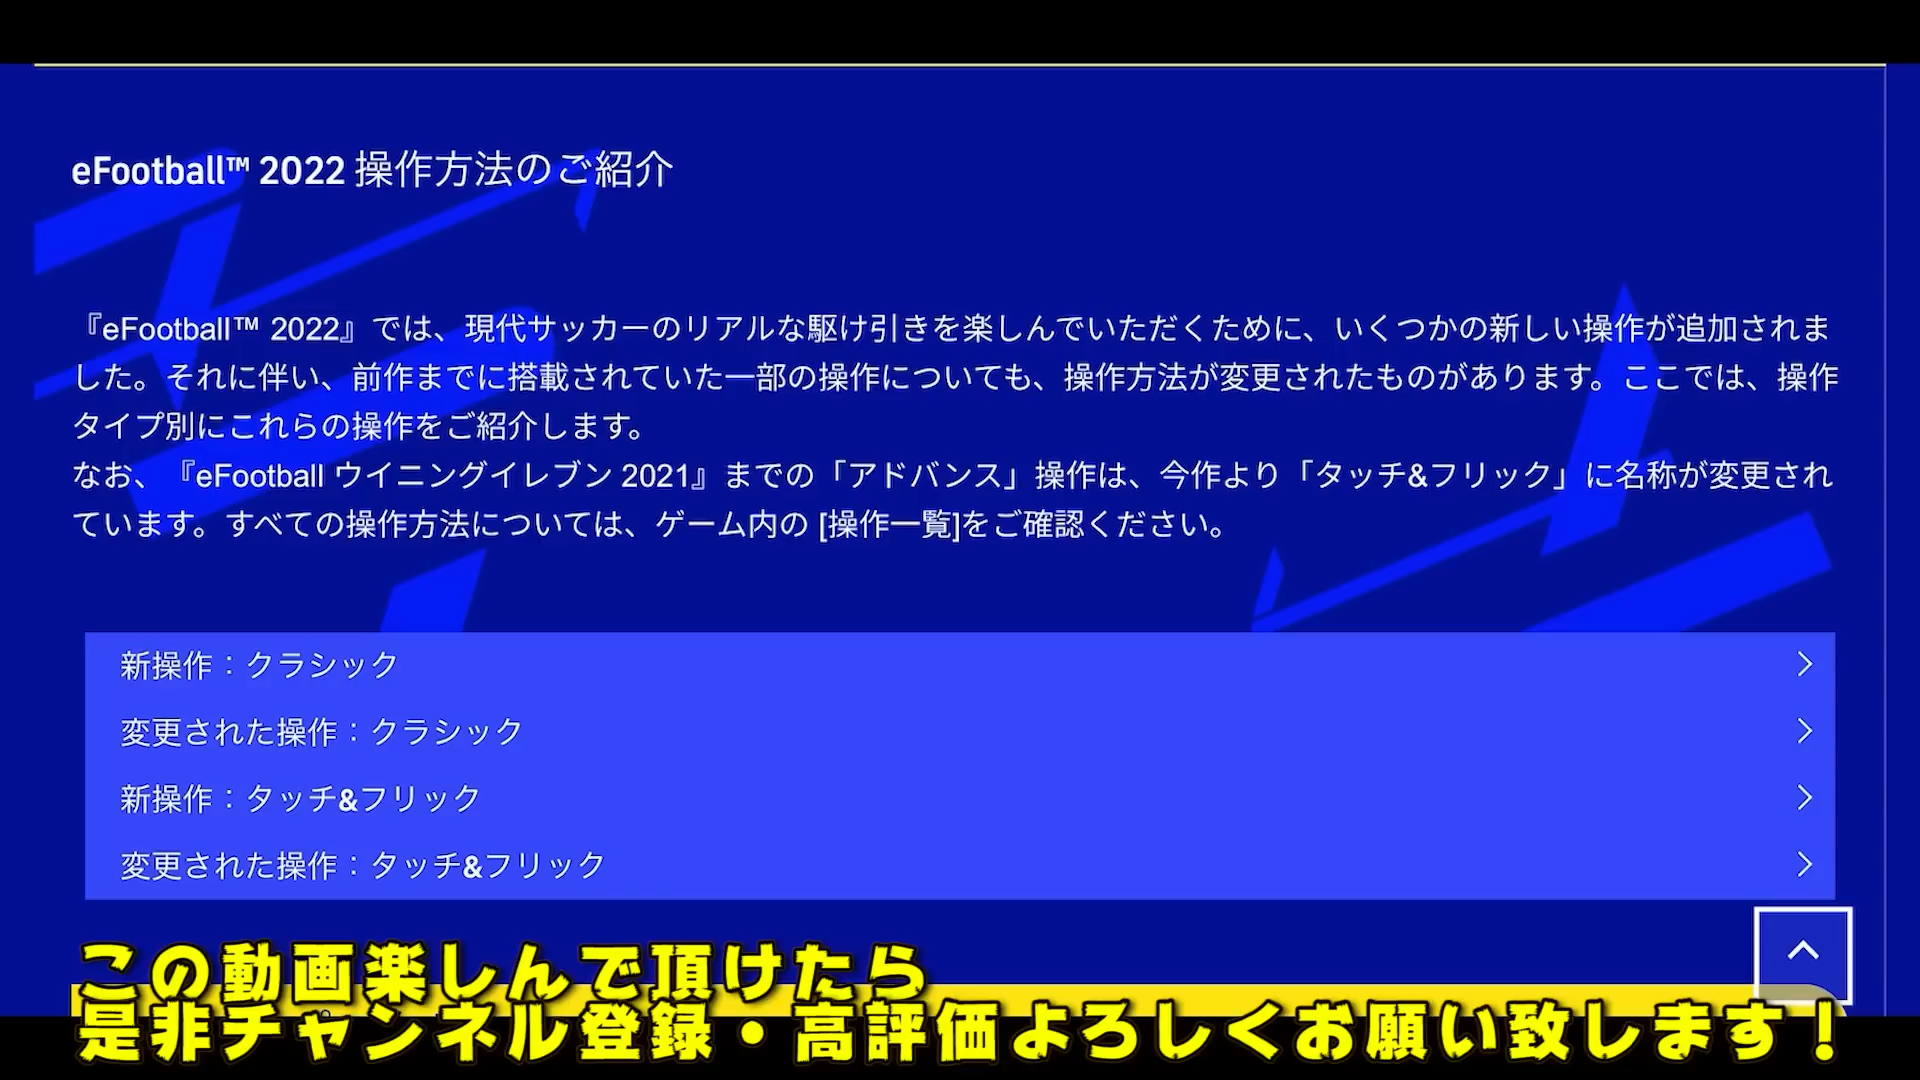 eFootball™ 2022 操作方法のご紹介
『eFootball™ 2022』では、現代サッカーのリアルな駆け引きを楽しんでいただくために、いくつかの新しい操作が追加されま
した。それに伴い、前作までに搭載されていた一部の操作についても、操作方法が変更されたものがあります。ここでは、操作
タイプ別にこれらの操作をご紹介します。
なお、『eFootball ウイニングイレブン 2021』までの「アドバンス」操作は、今作より「タッチ&フリック」に名称が変更され
ています。すべての操作方法については、ゲーム内の [操作一覧]をご確認ください。
新操作：クラシック
変更された操作：クラシック
新操作：タッチ&フリック
変更された操作：タッチ&フリック
この動画楽しんで頂けたら
是非チャンネル登録・高評価よろしくお願い致します！